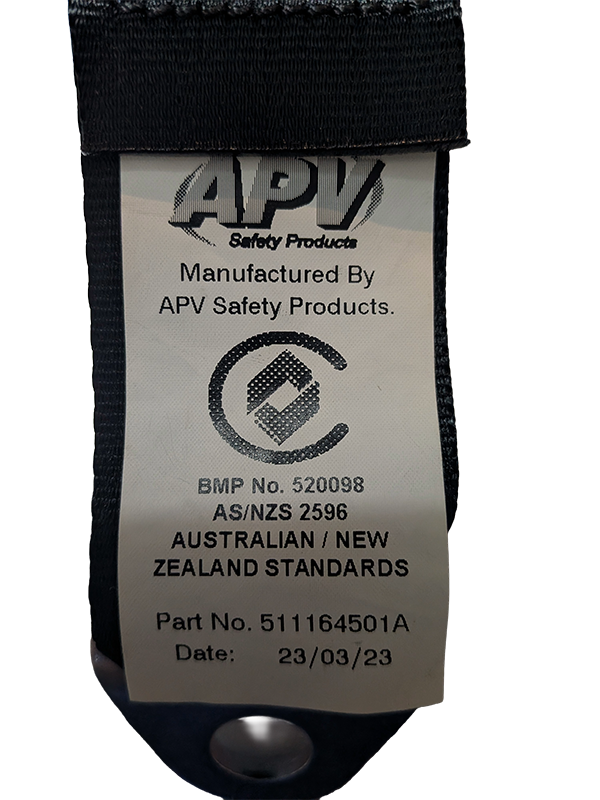 APV
Safety Products
Manufactured By
APV Safety Products.
BMP No. 520098
AS/NZS 2596
AUSTRALIAN / NEW
ZEALAND STANDARDS
Part No. 511164501A
Date: 23/03/23